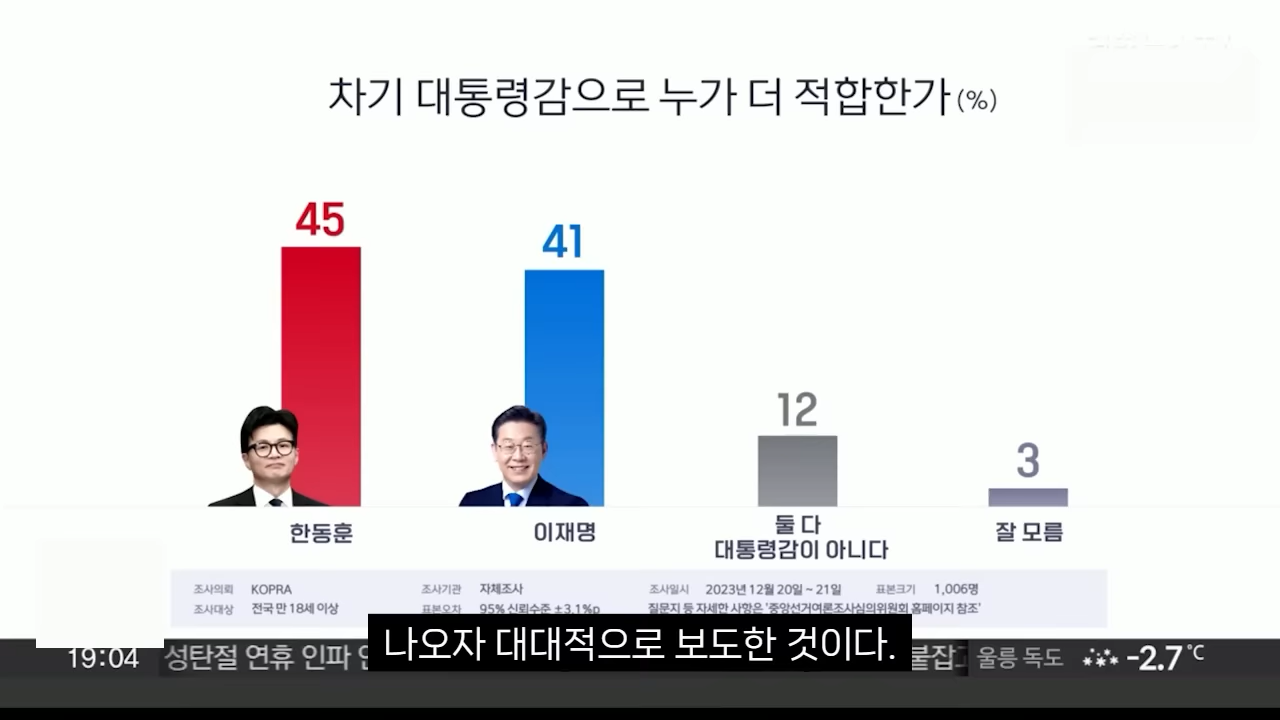 차기 대통령감으로 누가 더 적합한가 (%)
45
41
12
3
한동훈
이재명
둘 다
대통령감이 아니다
잘 모름
조사의뢰 KOPRA 조사기관 자체조사 조사일시 2023년 12월 20일 ~ 21일 표본크기 1,006명
조사대상 전국 만 18세 이상 표본오차 95% 신뢰수준 ±3.1%p 질문지 등 자세한 사항은 '중앙선거여론조사심의위원회 홈페이지 참조'
나오자 대대적으로 보도한 것이다.
19:04 성탄절 연휴 인파 울릉 독도 -2.7℃